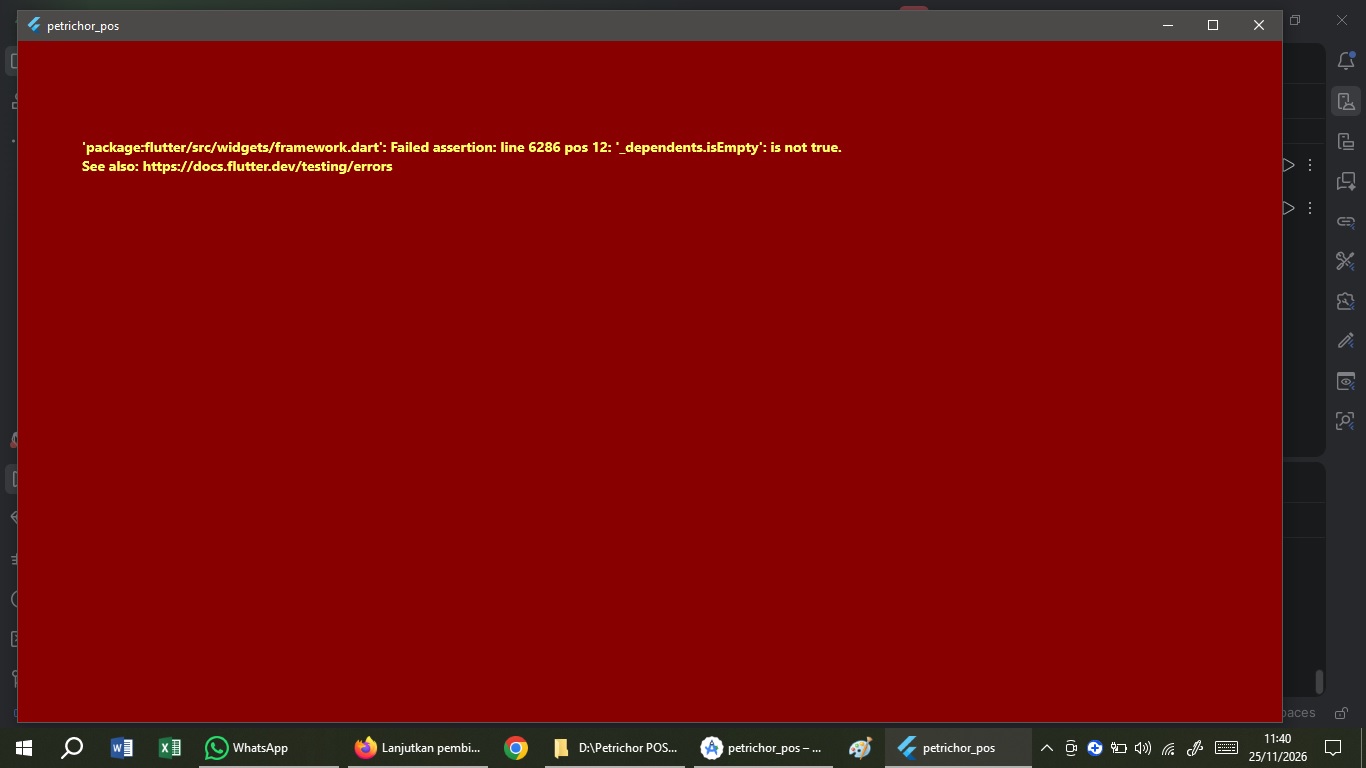 petrichor_pos
'package:flutter/src/widgets/framework.dart': Failed assertion: line 6286 pos 12: '_dependents.isEmpty': is not true.
See also: https://docs.flutter.dev/testing/errors
paces
WhatsApp
Lanjutkan pembi...
D:\Petrichor POS...
petrichor_pos – ...
petrichor_pos
11:40
25/11/2026